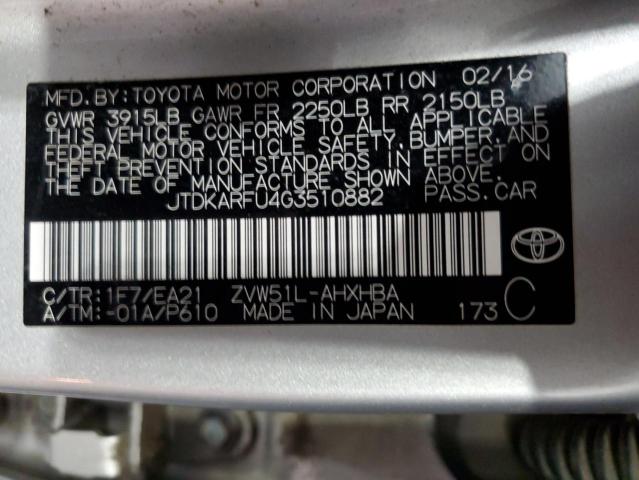 MFD. BY: TOYOTA MOTOR CORPORATION 02/16
GVWR 3915LB GAWR FR 2250LB RR 2150LB
THIS VEHICLE CONFORMS TO ALL APPLICABLE
FEDERAL MOTOR VEHICLE SAFETY, BUMPER, AND
THEFT PREVENTION STANDARDS IN EFFECT ON
THE DATE OF MANUFACTURE SHOWN ABOVE.
JTDKARFU4G3510882 PASS. CAR
C/TR: 1F7/EA21 ZVW51L-AHXHBA
A/TM: -01A/P610 MADE IN JAPAN 173 C